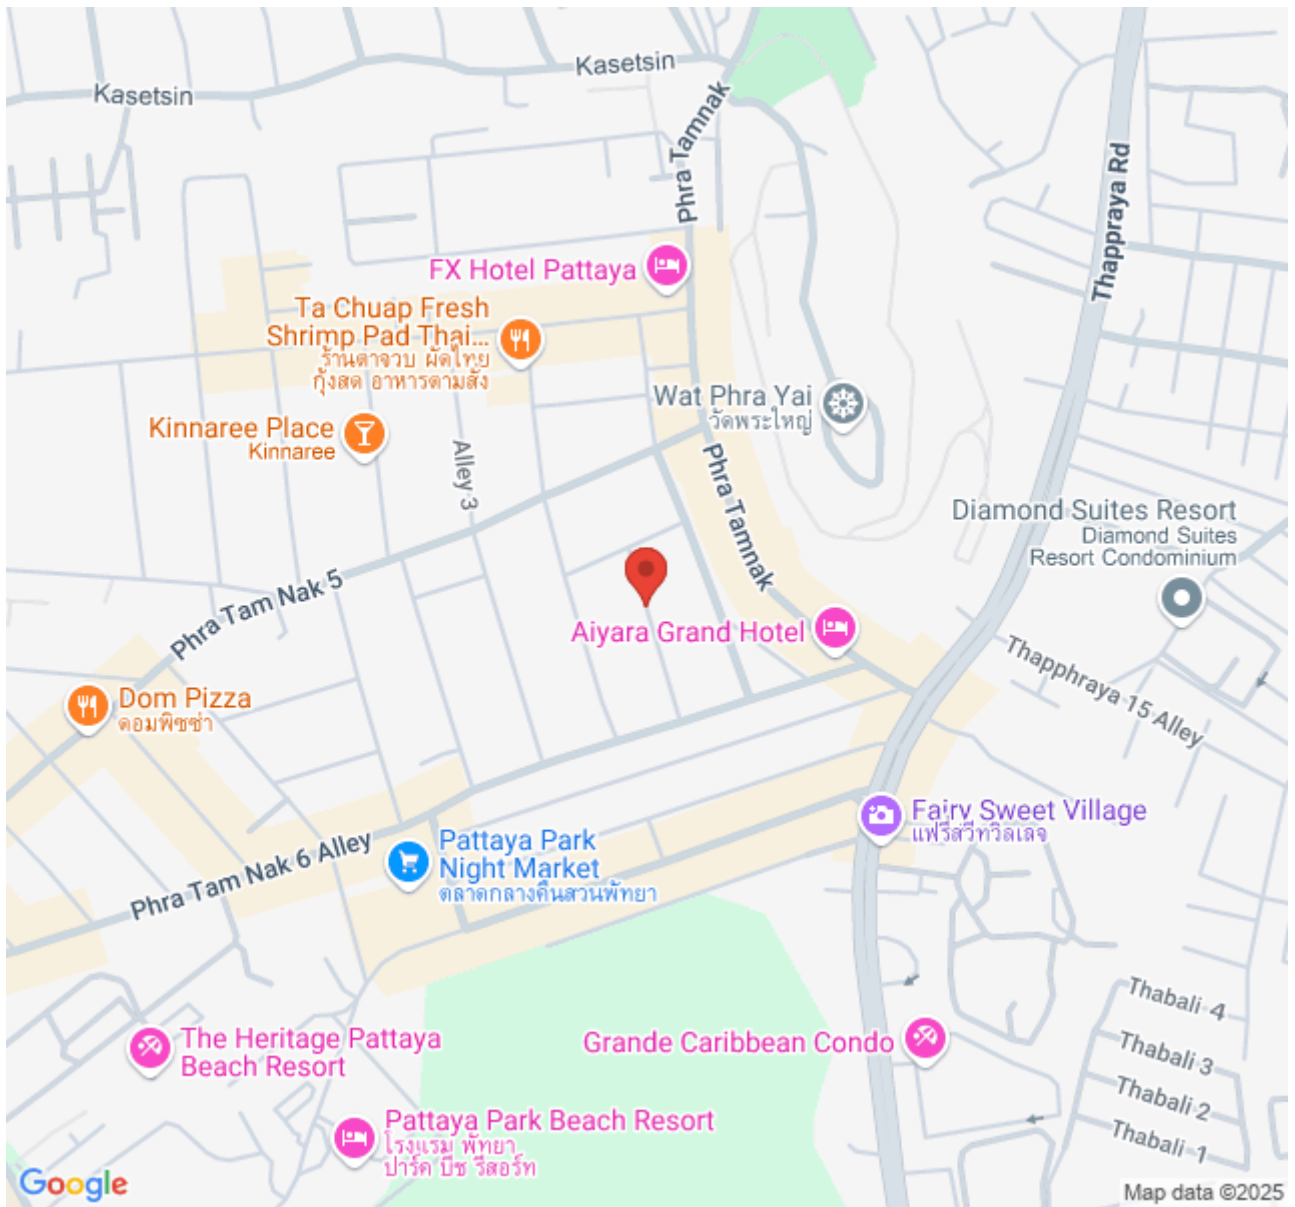 Kasetsin
Kasetsin
Phra Tamnak
Thappraya Rd
FX Hotel Pattaya
Ta Chuap Fresh
Shrimp Pad Thai...
ร้านตาจวบ ผัดไทย
กุ้งสด อาหารตามสั่ง
Wat Phra Yai
วัดพระใหญ่
Kinnaree Place
Kinnaree
Alley 3
Phra Tamnak
Diamond Suites Resort
Diamond Suites
Resort Condominium
Phra Tam Nak 5
Aiyara Grand Hotel
Thapphraya 15 Alley
Dom Pizza
ดอมพิซซ่า
Fairy Sweet Village
แฟรี่สวีทวิลเลจ
Pattaya Park
Night Market
ตลาดกลางคืนสวนพัทยา
Phra Tam Nak 6 Alley
Thabali 4
The Heritage Pattaya
Beach Resort
Grande Caribbean Condo
Thabali 3
Thabali 2
Pattaya Park Beach Resort
โรงแรม พัทยา
ปาร์ค บีช รีสอร์ท
Thabali 1
Google
Map data ©2025